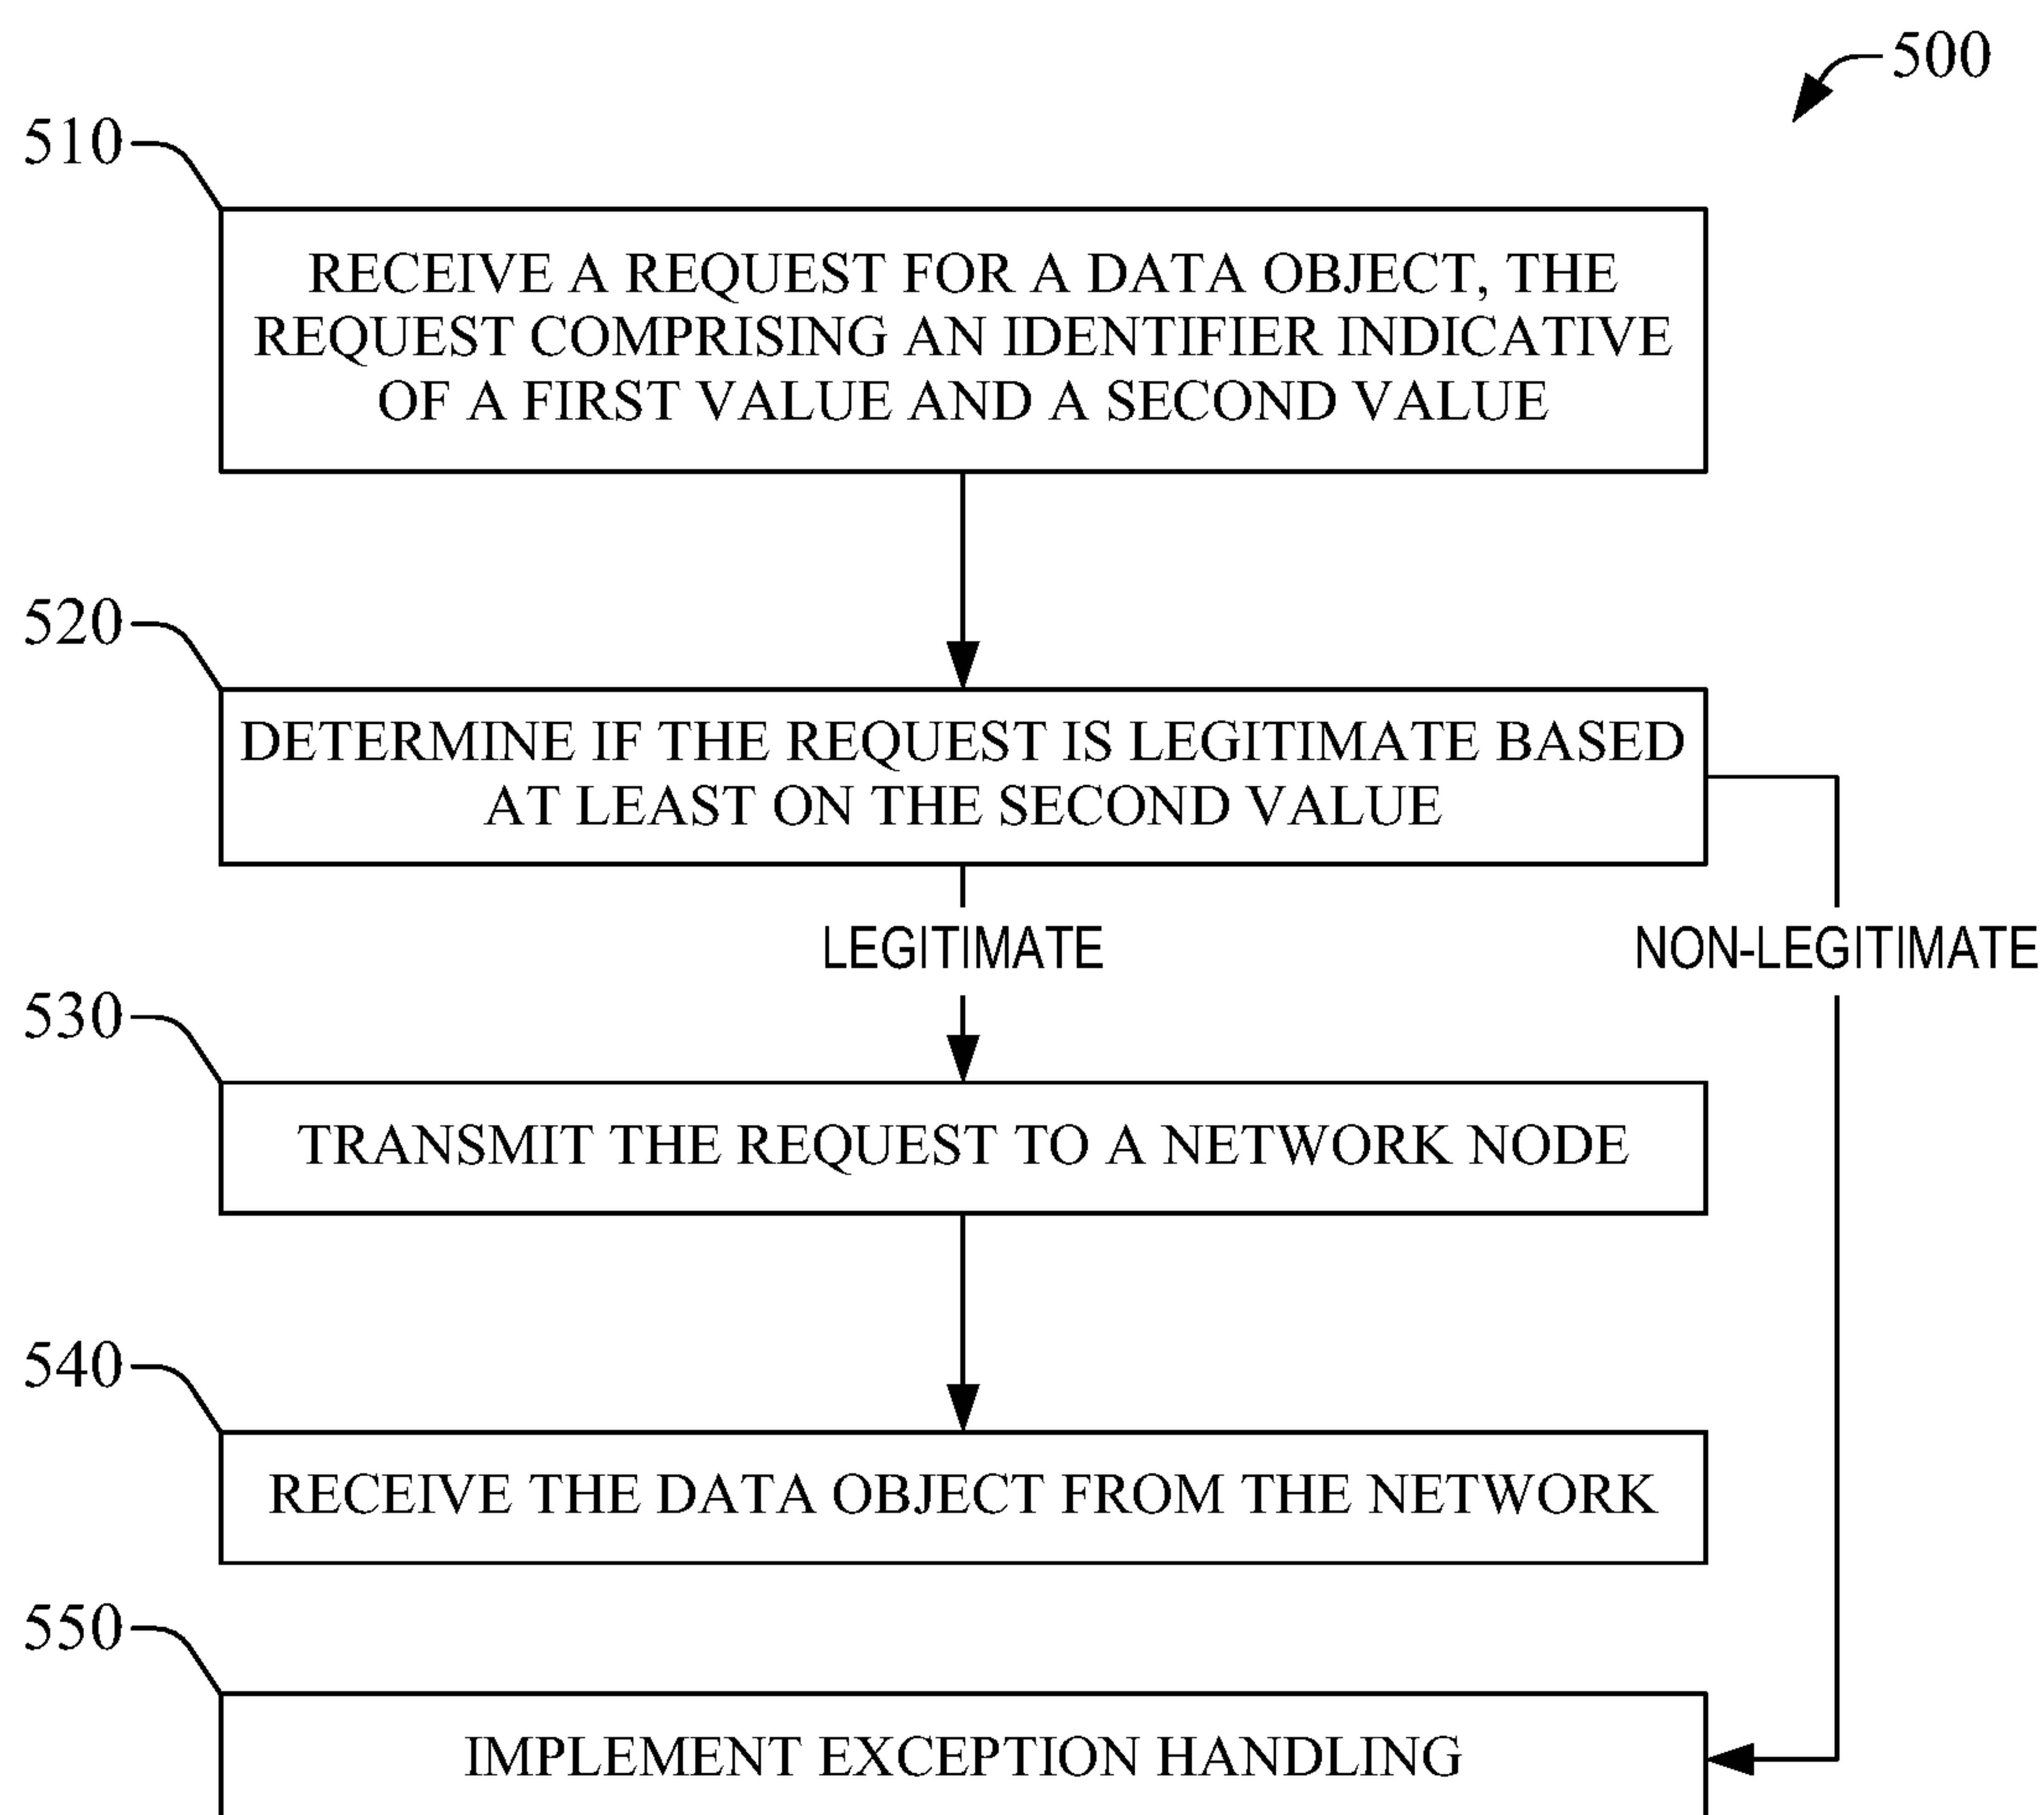 500
510
RECEIVE A REQUEST FOR A DATA OBJECT, THE
REQUEST COMPRISING AN IDENTIFIER INDICATIVE
OF A FIRST VALUE AND A SECOND VALUE
520
DETERMINE IF THE REQUEST IS LEGITIMATE BASED
AT LEAST ON THE SECOND VALUE
LEGITIMATE
NON-LEGITIMATE
530
TRANSMIT THE REQUEST TO A NETWORK NODE
540
RECEIVE THE DATA OBJECT FROM THE NETWORK
550
IMPLEMENT EXCEPTION HANDLING